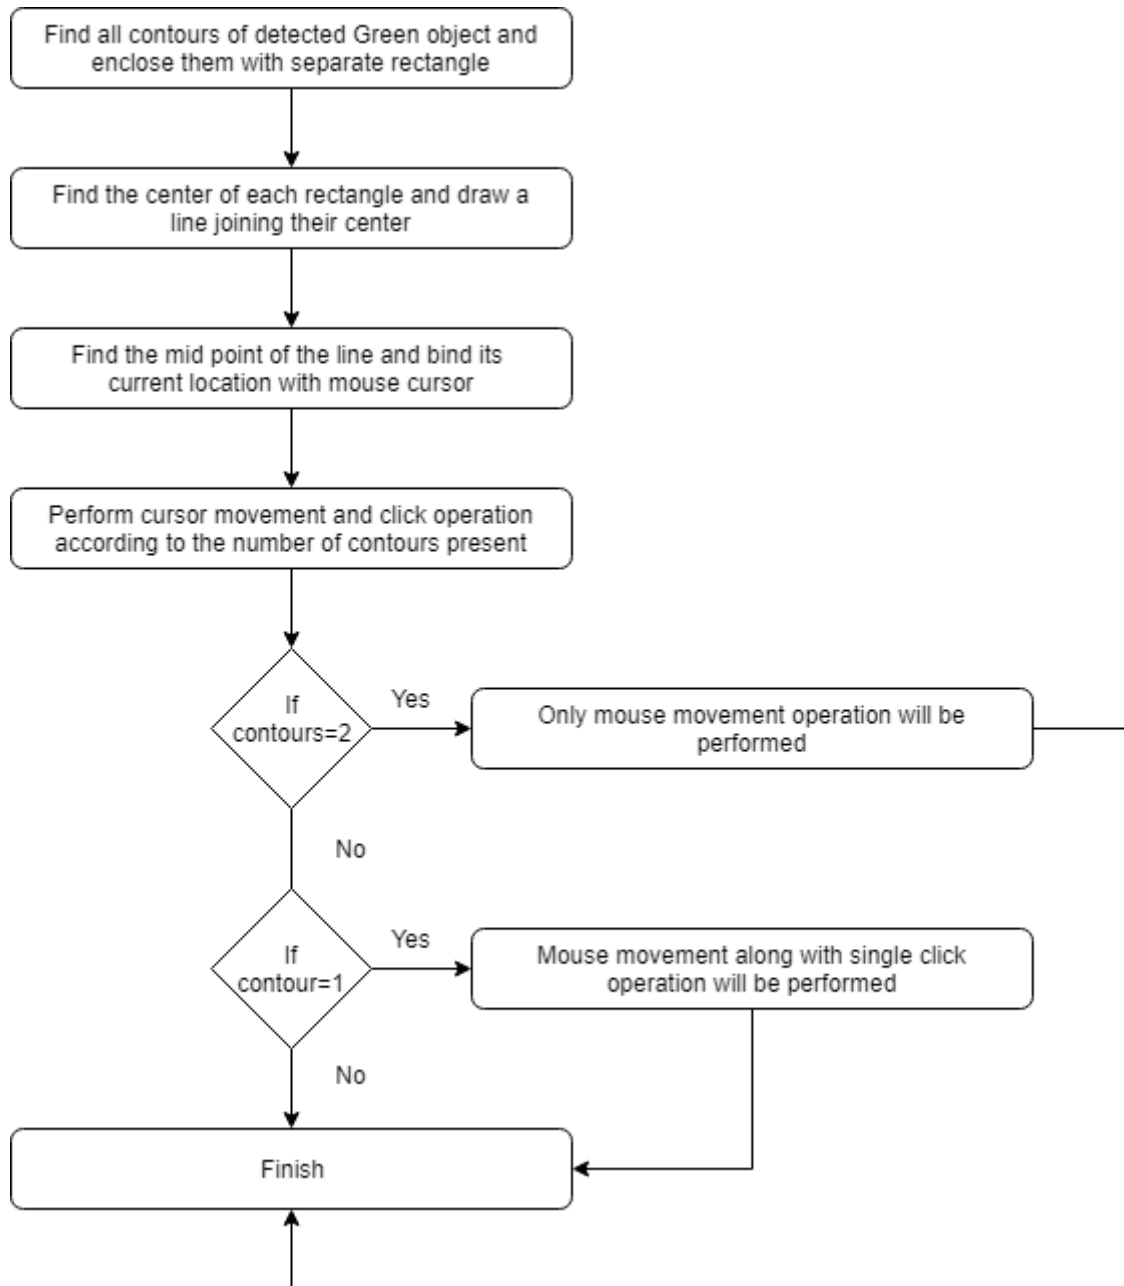 Find all contours of detected Green object and
enclose them with separate rectangle
Find the center of each rectangle and draw a
line joining their center
Find the mid point of the line and bind its
current location with mouse cursor
Perform cursor movement and click operation
according to the number of contours present
If
contours=2
Yes
Only mouse movement operation will be
performed
No
If
contour=1
Yes
Mouse movement along with single click
operation will be performed
No
Finish